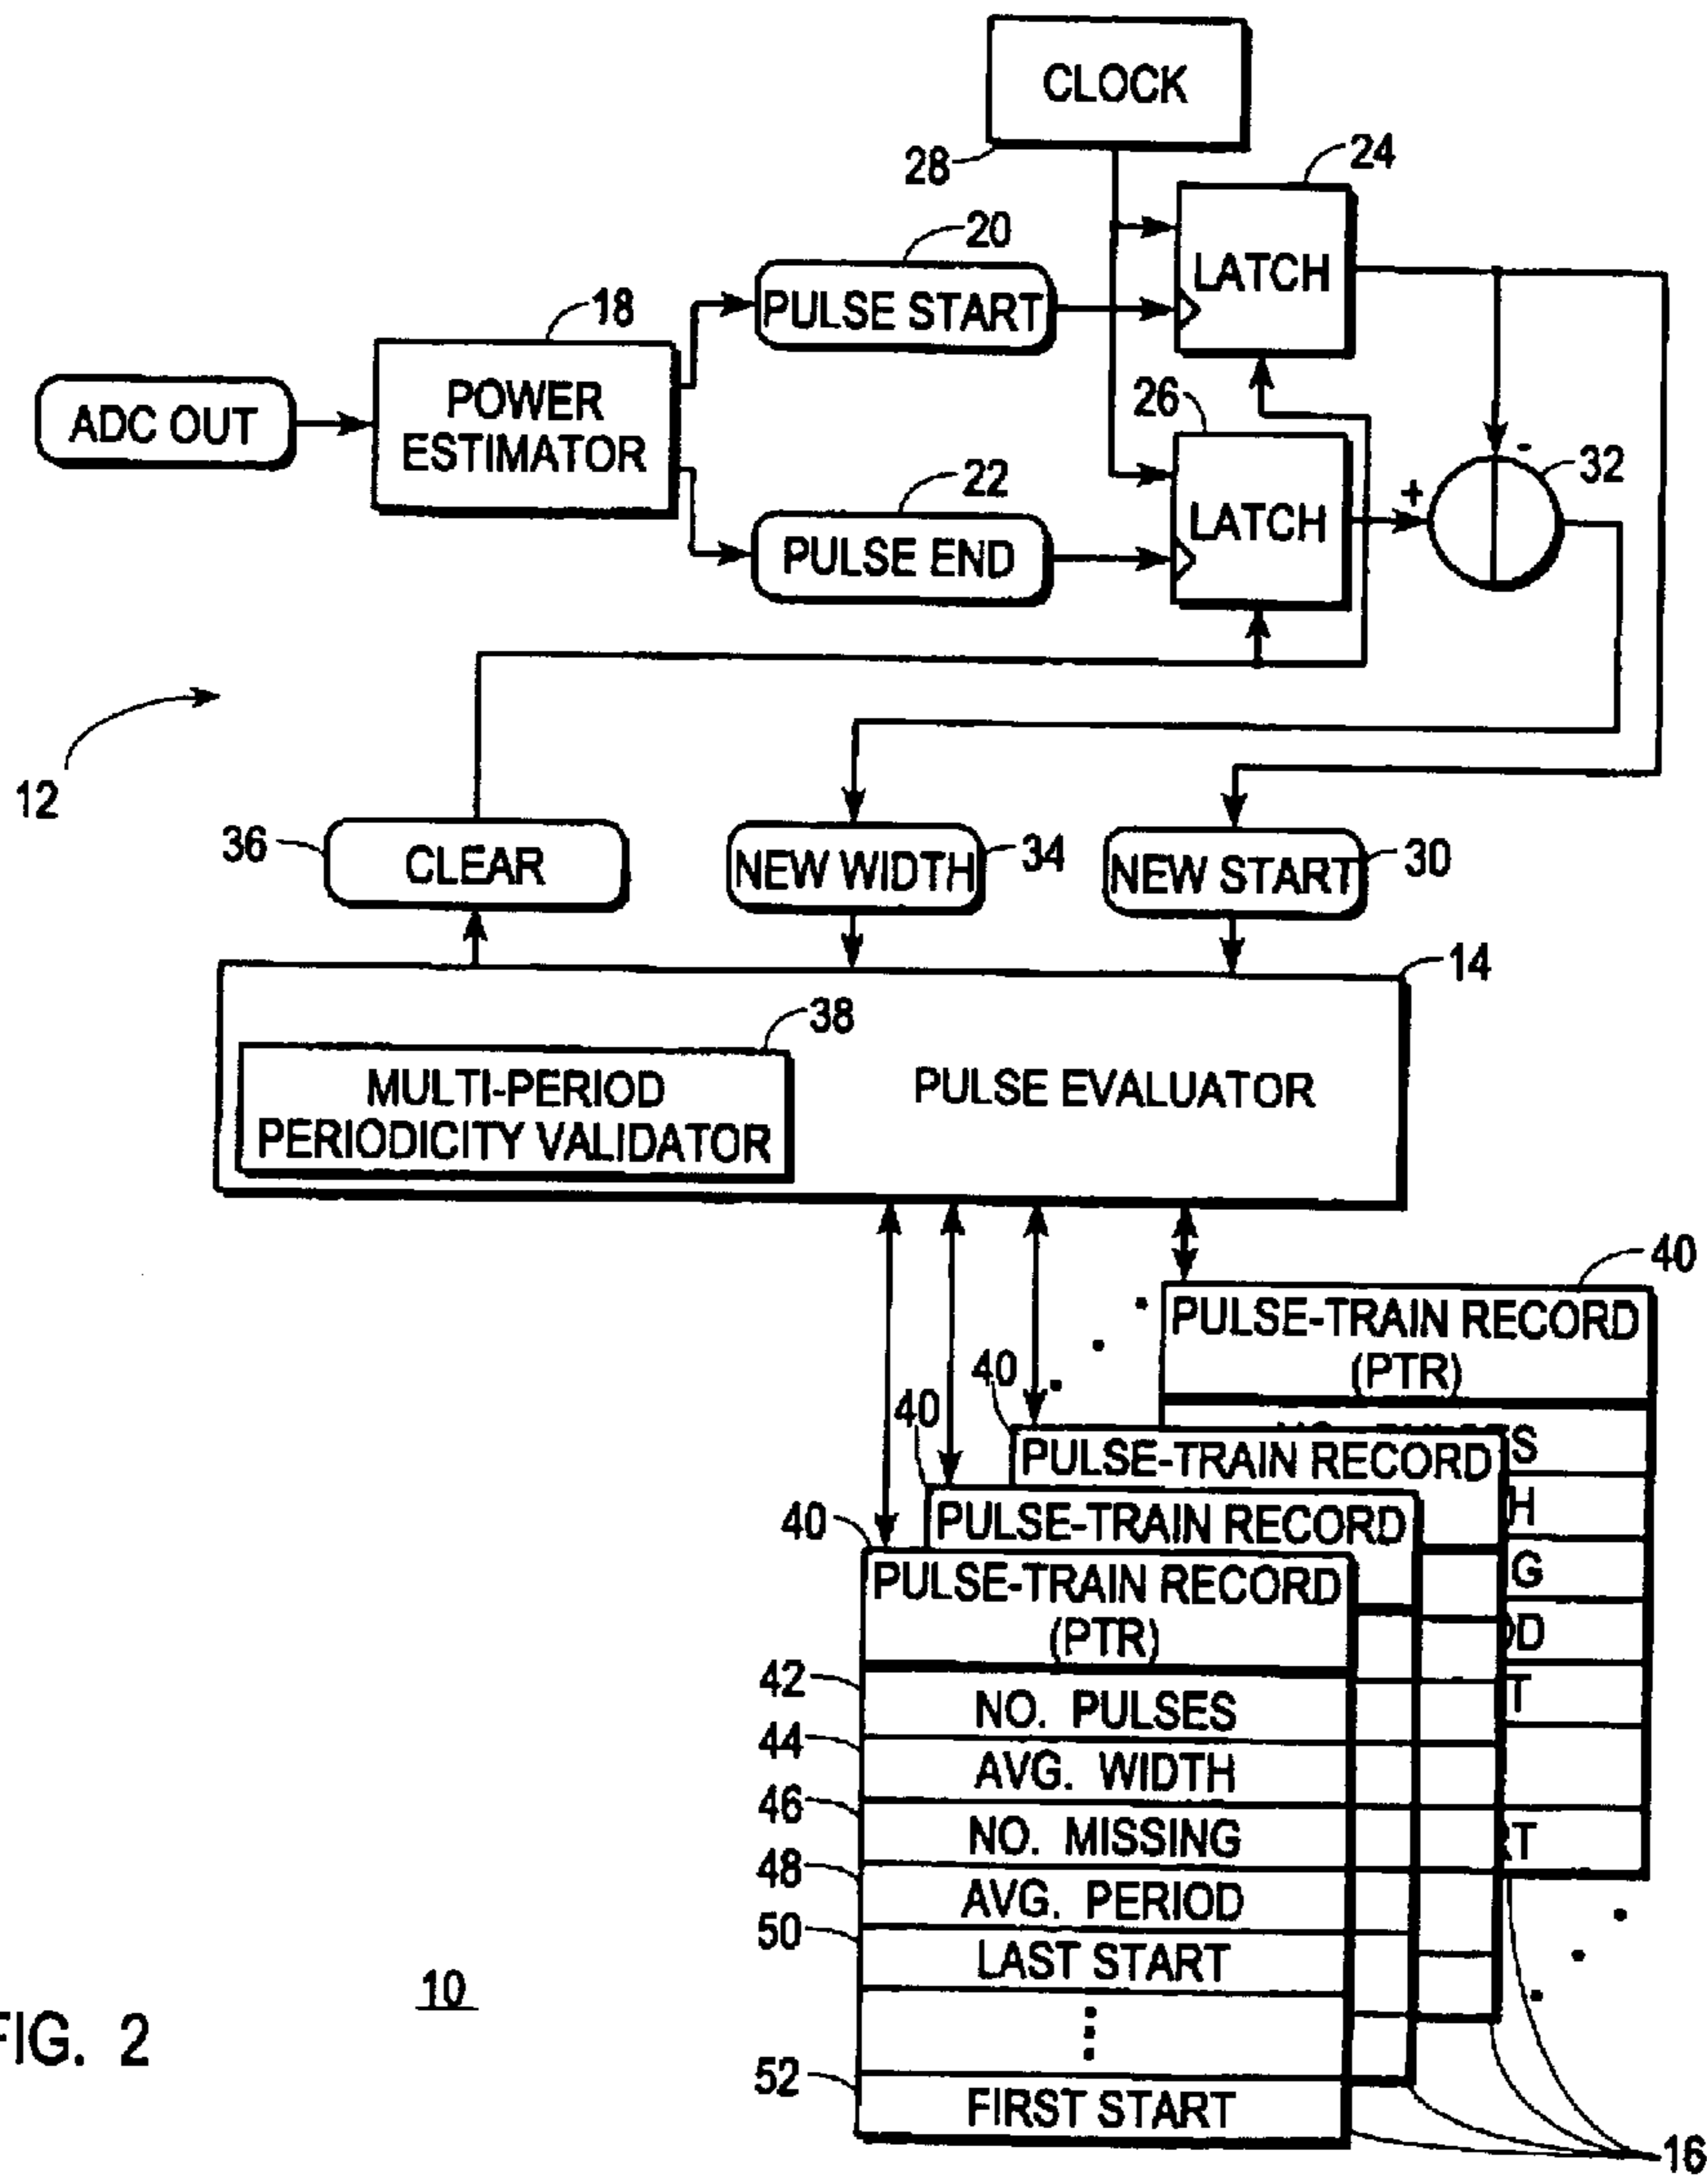 CLOCK
28
24
LATCH
20
PULSE START
18
POWER
ESTIMATOR
ADC OUT
26
LATCH
-
+
32
22
PULSE END
12
36
CLEAR
NEW WIDTH
34
NEW START
30
14
38
MULTI-PERIOD
PERIODICITY VALIDATOR
PULSE EVALUATOR
40
PULSE-TRAIN RECORD
(PTR)
40
PULSE-TRAIN RECORD
S
40
H
PULSE-TRAIN RECORD
40
G
PULSE-TRAIN RECORD
(PTR)
D
42
NO. PULSES
T
44
AVG. WIDTH
46
NO. MISSING
T
48
AVG. PERIOD
50
LAST START
10
FIG. 2
52
FIRST START
16